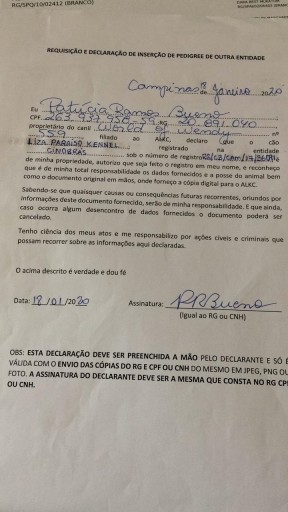 RG/SPQ/10/02412 (BRANCO)
REQUISIÇÃO E DECLARAÇÃO DE INSERÇÃO DE PEDIGREE DE OUTRA ENTIDADE
Campinas 18 de Janeiro 2020
Eu Patrícia Ramos Bueno
CPF. 263.937.958-35 RG 20.891.040
proprietário do canil World of Wendy nº
559 filiado ao ALKC, declaro que o cão
LIZA PARAISO KENNEL registrado na entidade
CINOBRAS sob o número de registro
de minha propriedade, autorizo que seja feito o registro em meu nome, e reconheço
que é de minha total responsabilidade os dados fornecidos e a posse do animal bem
como o documento original em mãos, onde forneço a cópia digital para o ALKC.
Sabendo-se que quaisquer causas ou consequências futuras recorrentes, oriundos por
informações deste documento fornecido, serão de minha responsabilidade. E que ainda,
caso ocorra algum desencontro de dados fornecidos o documento poderá ser
cancelado.
Tenho ciência dos meus atos e me responsabilizo por ações cíveis e criminais que
possam recorrer sobre as informações aqui declaradas.
O acima descrito é verdade e dou fé
Data: 18/01/2020 Assinatura: PRBueno
(Igual ao RG ou CNH)
OBS: ESTA DECLARAÇÃO DEVE SER PREENCHIDA A MÃO PELO DECLARANTE E SÓ É
VÁLIDA COM O ENVIO DAS CÓPIAS DO RG E CPF OU CNH DO MESMO EM JPEG, PNG OU
FOTO. A ASSINATURA DO DECLARANTE DEVE SER A MESMA QUE CONSTA NO RG CPF
OU CNH.